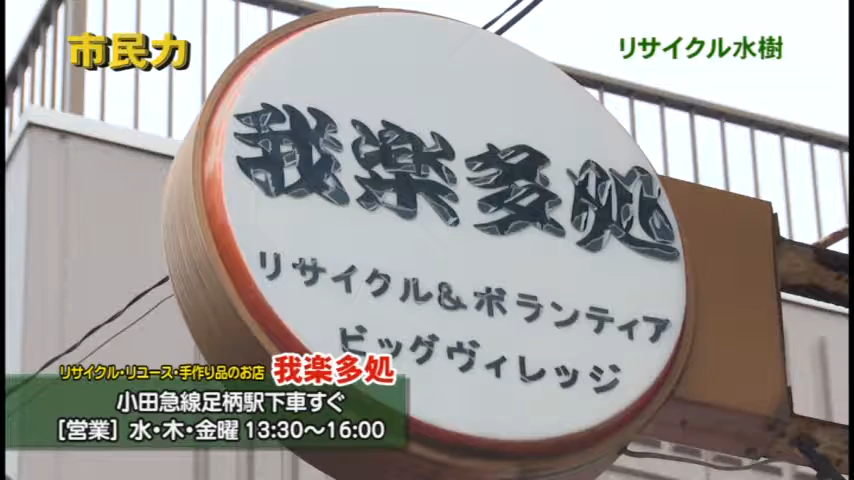 市民力
リサイクル水樹
我楽多処
リサイクル&ボランティア
ビッグヴィレッジ
リサイクル・リユース・手作り品のお店 我楽多処
小田急線足柄駅下車すぐ
[営業] 水・木・金曜 13:30～16:00